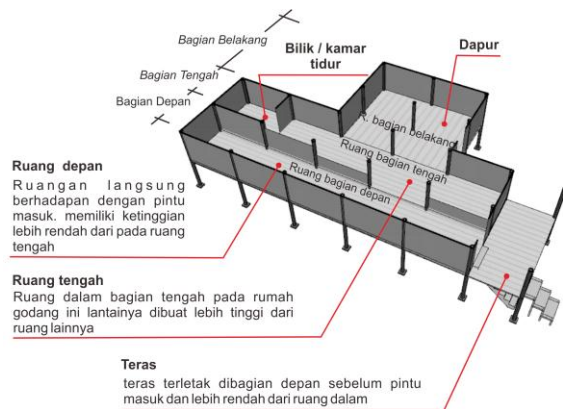 Bagian Belakang
Bagian Tengah
Bagian Depan
Bilik / kamar
tidur
Dapur
R. bagian belakang
Ruang bagian tengah
Ruang bagian depan
Ruang depan
Ruangan langsung
berhadapan dengan pintu
masuk. memiliki ketinggian
lebih rendah dari pada ruang
tengah
Ruang tengah
Ruang dalam bagian tengah pada rumah
godang ini lantainya dibuat lebih tinggi dari
ruang lainnya
Teras
teras terletak dibagian depan sebelum pintu
masuk dan lebih rendah dari ruang dalam